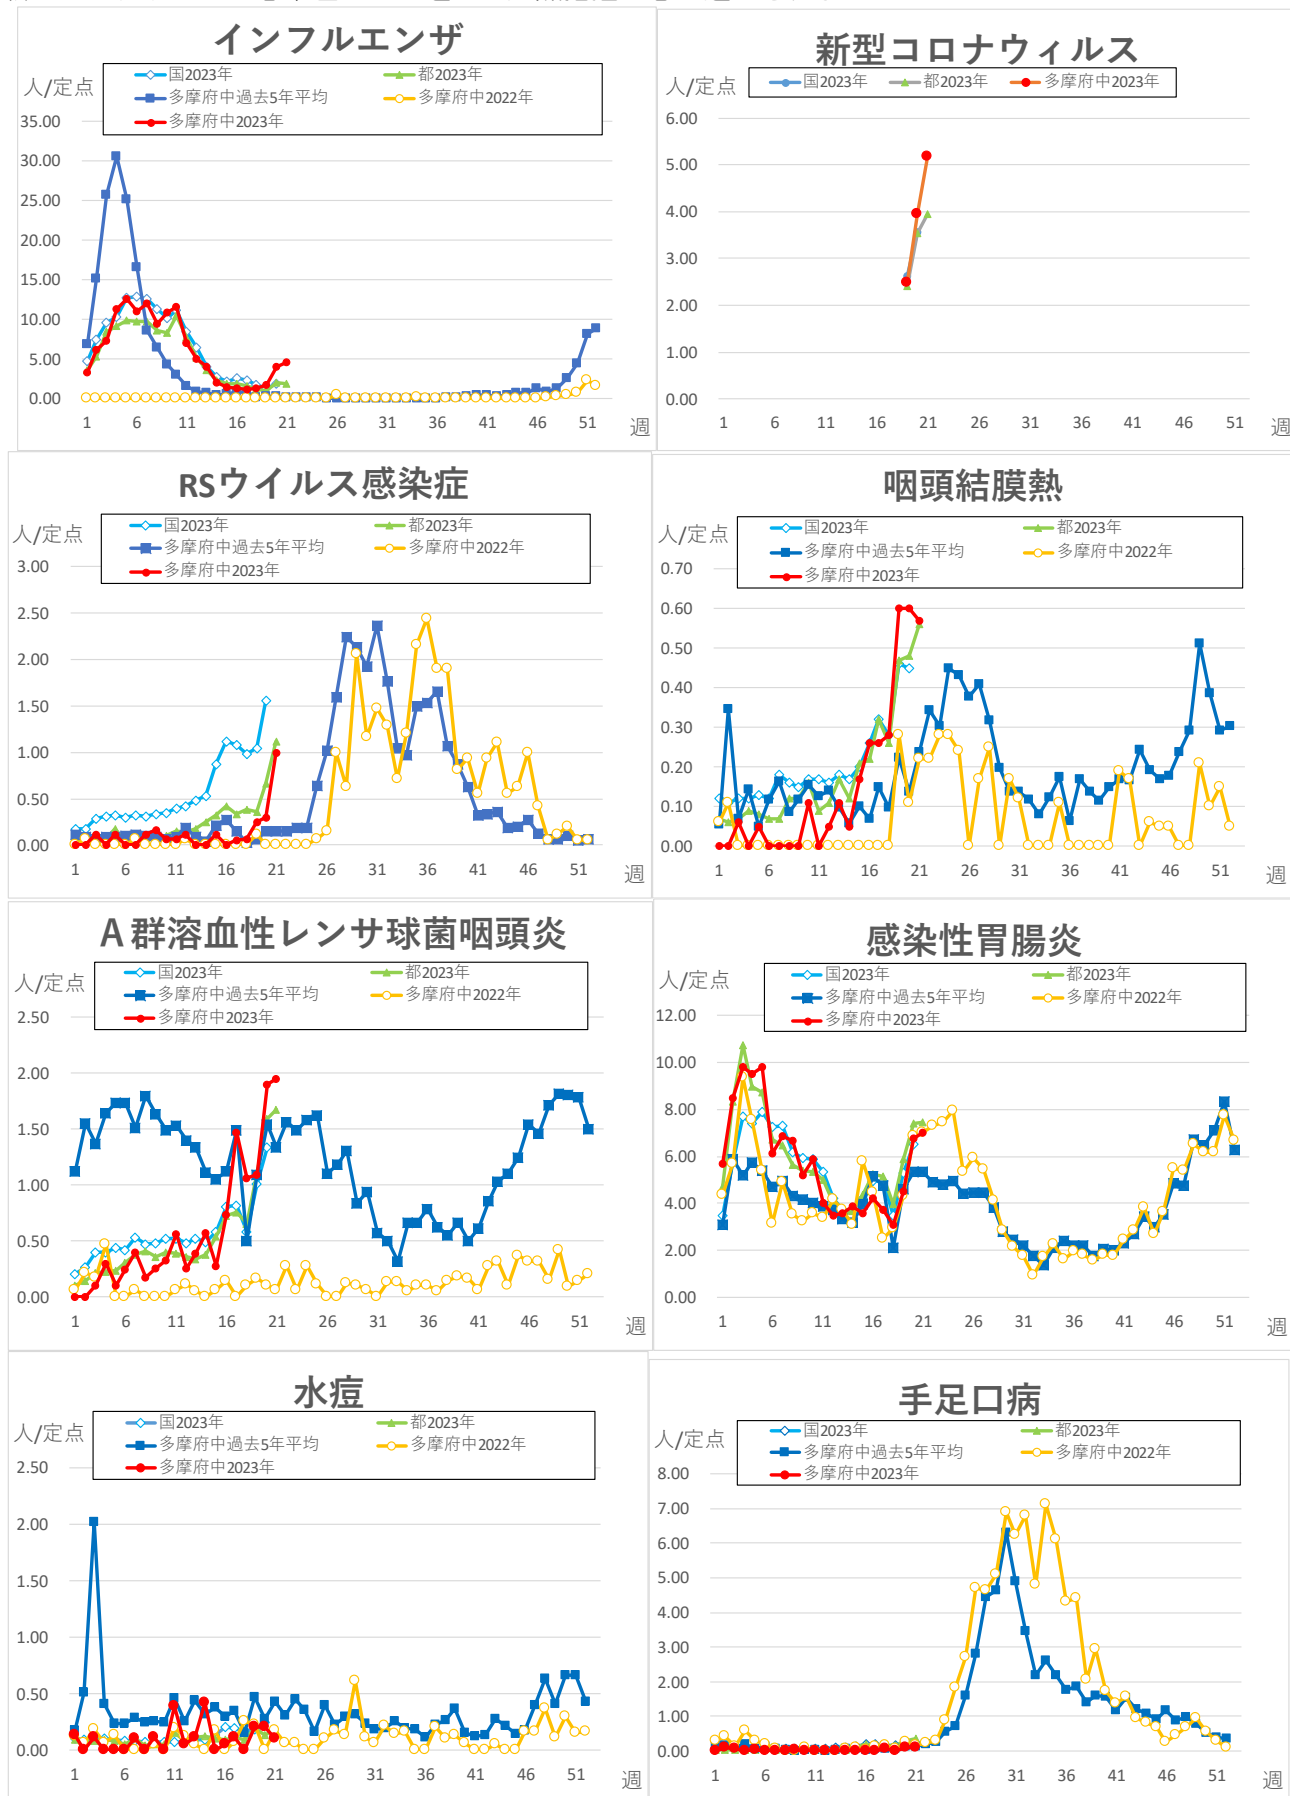 インフルエンザ
国2023年 都2023年
多摩府中過去5年平均 多摩府中2022年
多摩府中2023年
人/定点
35.00
30.00
25.00
20.00
15.00
10.00
5.00
0.00
1 6 11 16 21 26 31 36 41 46 51 週
新型コロナウィルス
国2023年 都2023年 多摩府中2023年
人/定点
6.00
5.00
4.00
3.00
2.00
1.00
0.00
1 6 11 16 21 26 31 36 41 46 51 週
RSウイルス感染症
国2023年 都2023年
多摩府中過去5年平均 多摩府中2022年
多摩府中2023年
人/定点
3.00
2.50
2.00
1.50
1.00
0.50
0.00
1 6 11 16 21 26 31 36 41 46 51 週
咽頭結膜熱
国2023年 都2023年
多摩府中過去5年平均 多摩府中2022年
多摩府中2023年
人/定点
0.70
0.60
0.50
0.40
0.30
0.20
0.10
0.00
1 6 11 16 21 26 31 36 41 46 51 週
A群溶血性レンサ球菌咽頭炎
国2023年 都2023年
多摩府中過去5年平均 多摩府中2022年
多摩府中2023年
人/定点
2.50
2.00
1.50
1.00
0.50
0.00
1 6 11 16 21 26 31 36 41 46 51 週
感染性胃腸炎
国2023年 都2023年
多摩府中過去5年平均 多摩府中2022年
多摩府中2023年
人/定点
12.00
10.00
8.00
6.00
4.00
2.00
0.00
1 6 11 16 21 26 31 36 41 46 51 週
水痘
国2023年 都2023年
多摩府中過去5年平均 多摩府中2022年
多摩府中2023年
人/定点
2.50
2.00
1.50
1.00
0.50
0.00
1 6 11 16 21 26 31 36 41 46 51 週
手足口病
国2023年 都2023年
多摩府中過去5年平均 多摩府中2022年
多摩府中2023年
人/定点
8.00
7.00
6.00
5.00
4.00
3.00
2.00
1.00
0.00
1 6 11 16 21 26 31 36 41 46 51 週